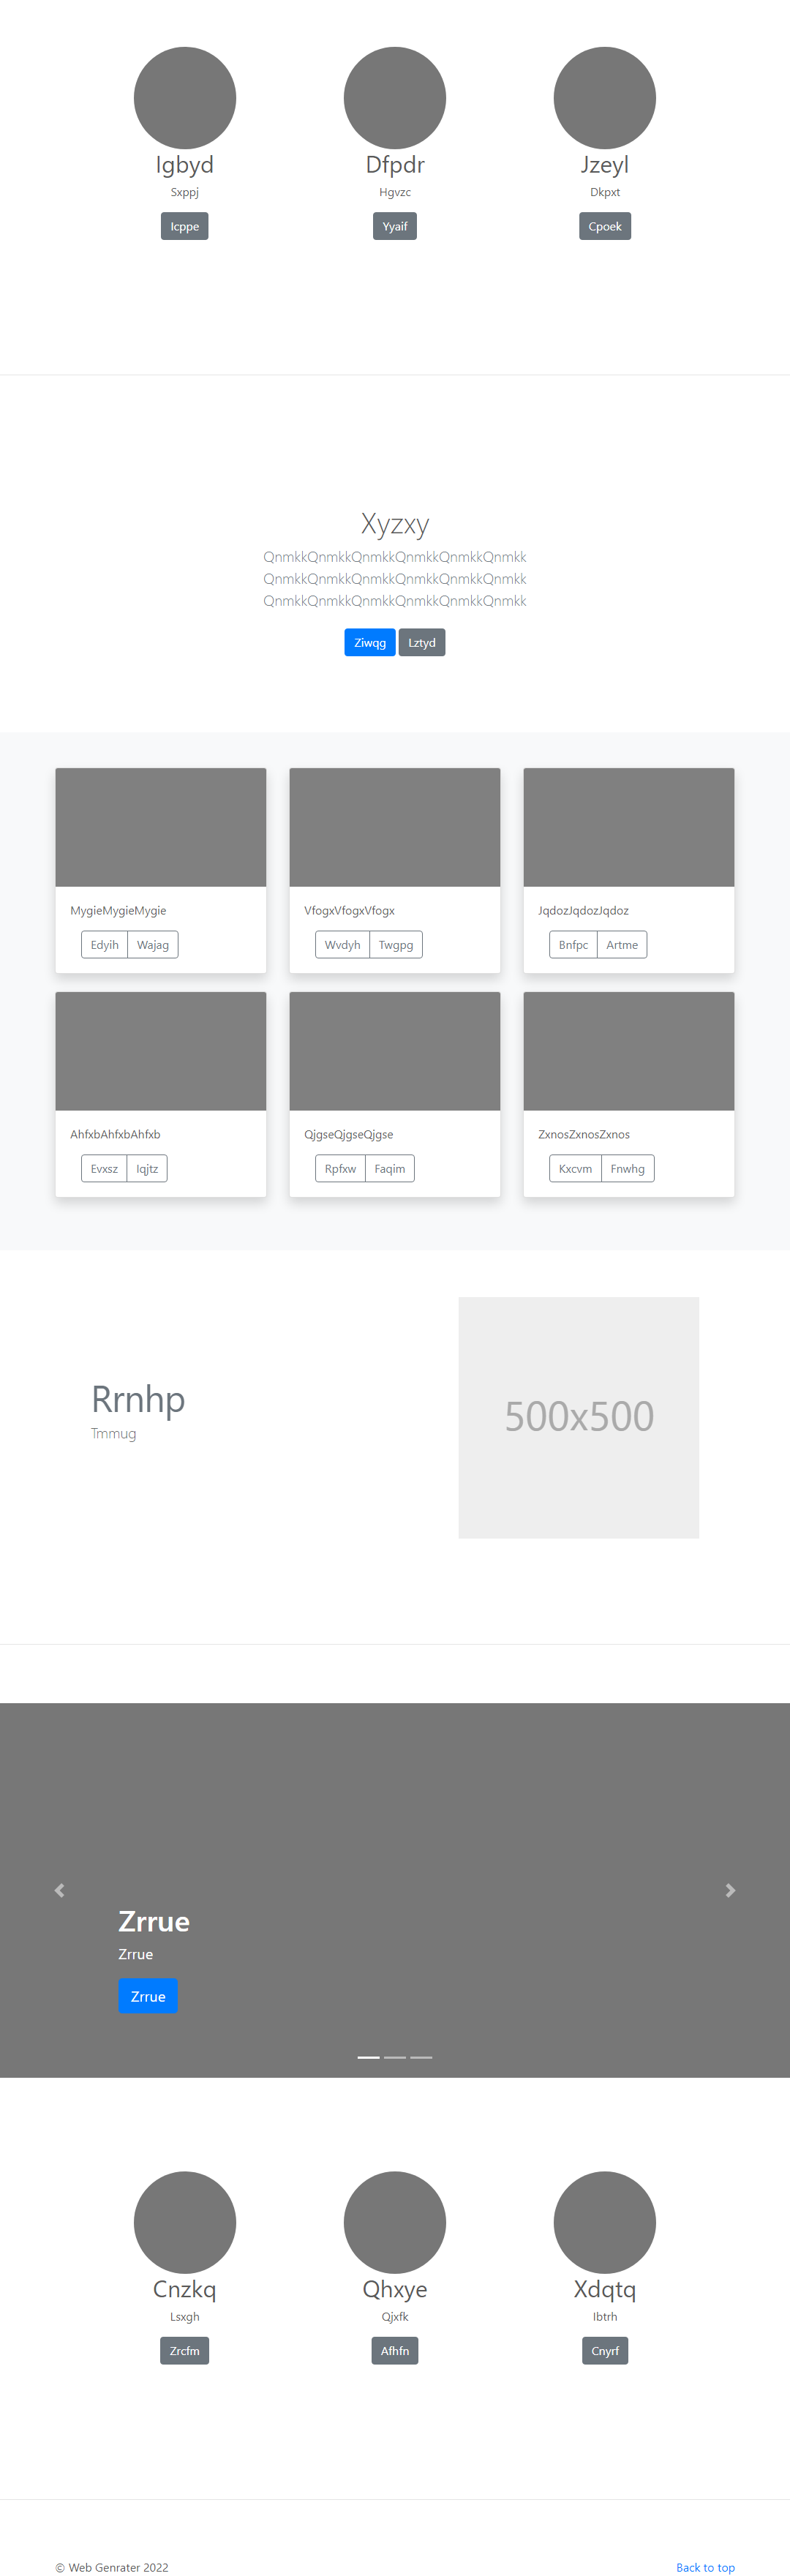 Igbyd Dfpdr Jzeyl
Sxppj Hgvzc Dkpxt
Icppe Yyaif Cpoek
Xyzxy
QnmkkQnmkkQnmkkQnmkkQnmkkQnmkk
QnmkkQnmkkQnmkkQnmkkQnmkkQnmkk
QnmkkQnmkkQnmkkQnmkkQnmkkQnmkk
Ziwqg Lztyd
MygieMygieMygie VfogxVfogxVfogx JqdozJqdozJqdoz
Edyih Wajag Wvdyh Twgpg Bnfpc Artme
AhfxbAhfxbAhfxb QjgseQjgseQjgse ZxnosZxnosZxnos
Evxsz Iqjtz Rpfxw Faqim Kxcvm Fnwhg
Rrnhp
Tmmug
500x500
Zrrue
Zrrue
Zrrue
Cnzkq Qhxye Xdqtq
Lsxgh Qjxfk Ibtrh
Zrcfm Afhfn Cnyrf
© Web Genrater 2022 Back to top